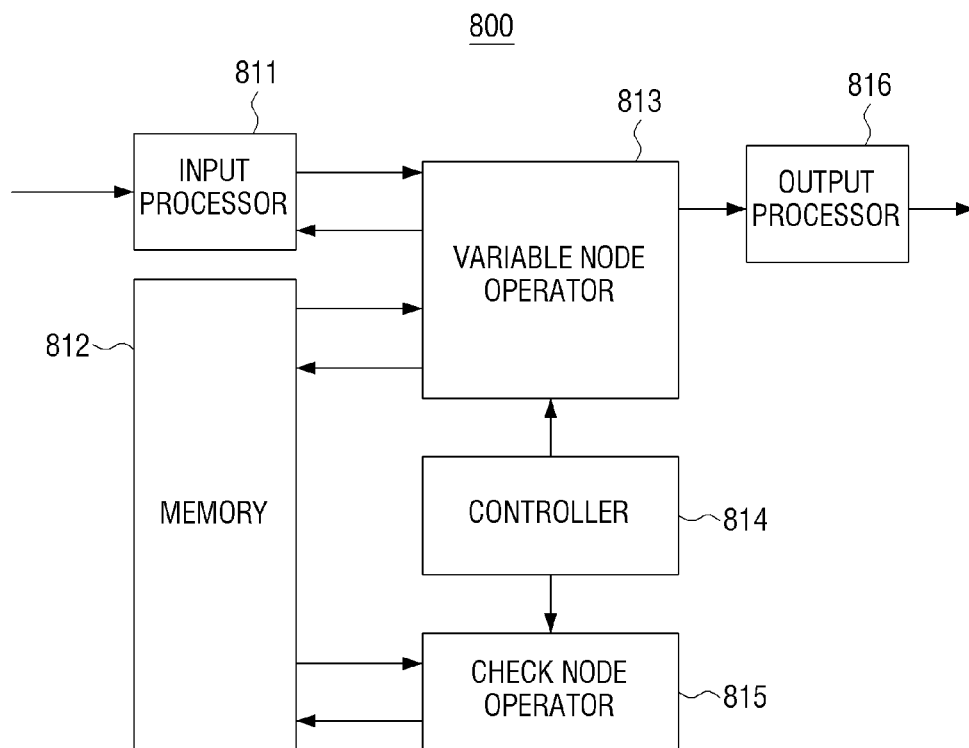 800
811
816
813
INPUT
PROCESSOR
OUTPUT
PROCESSOR
VARIABLE NODE
OPERATOR
812
MEMORY
CONTROLLER
814
CHECK NODE
OPERATOR
815